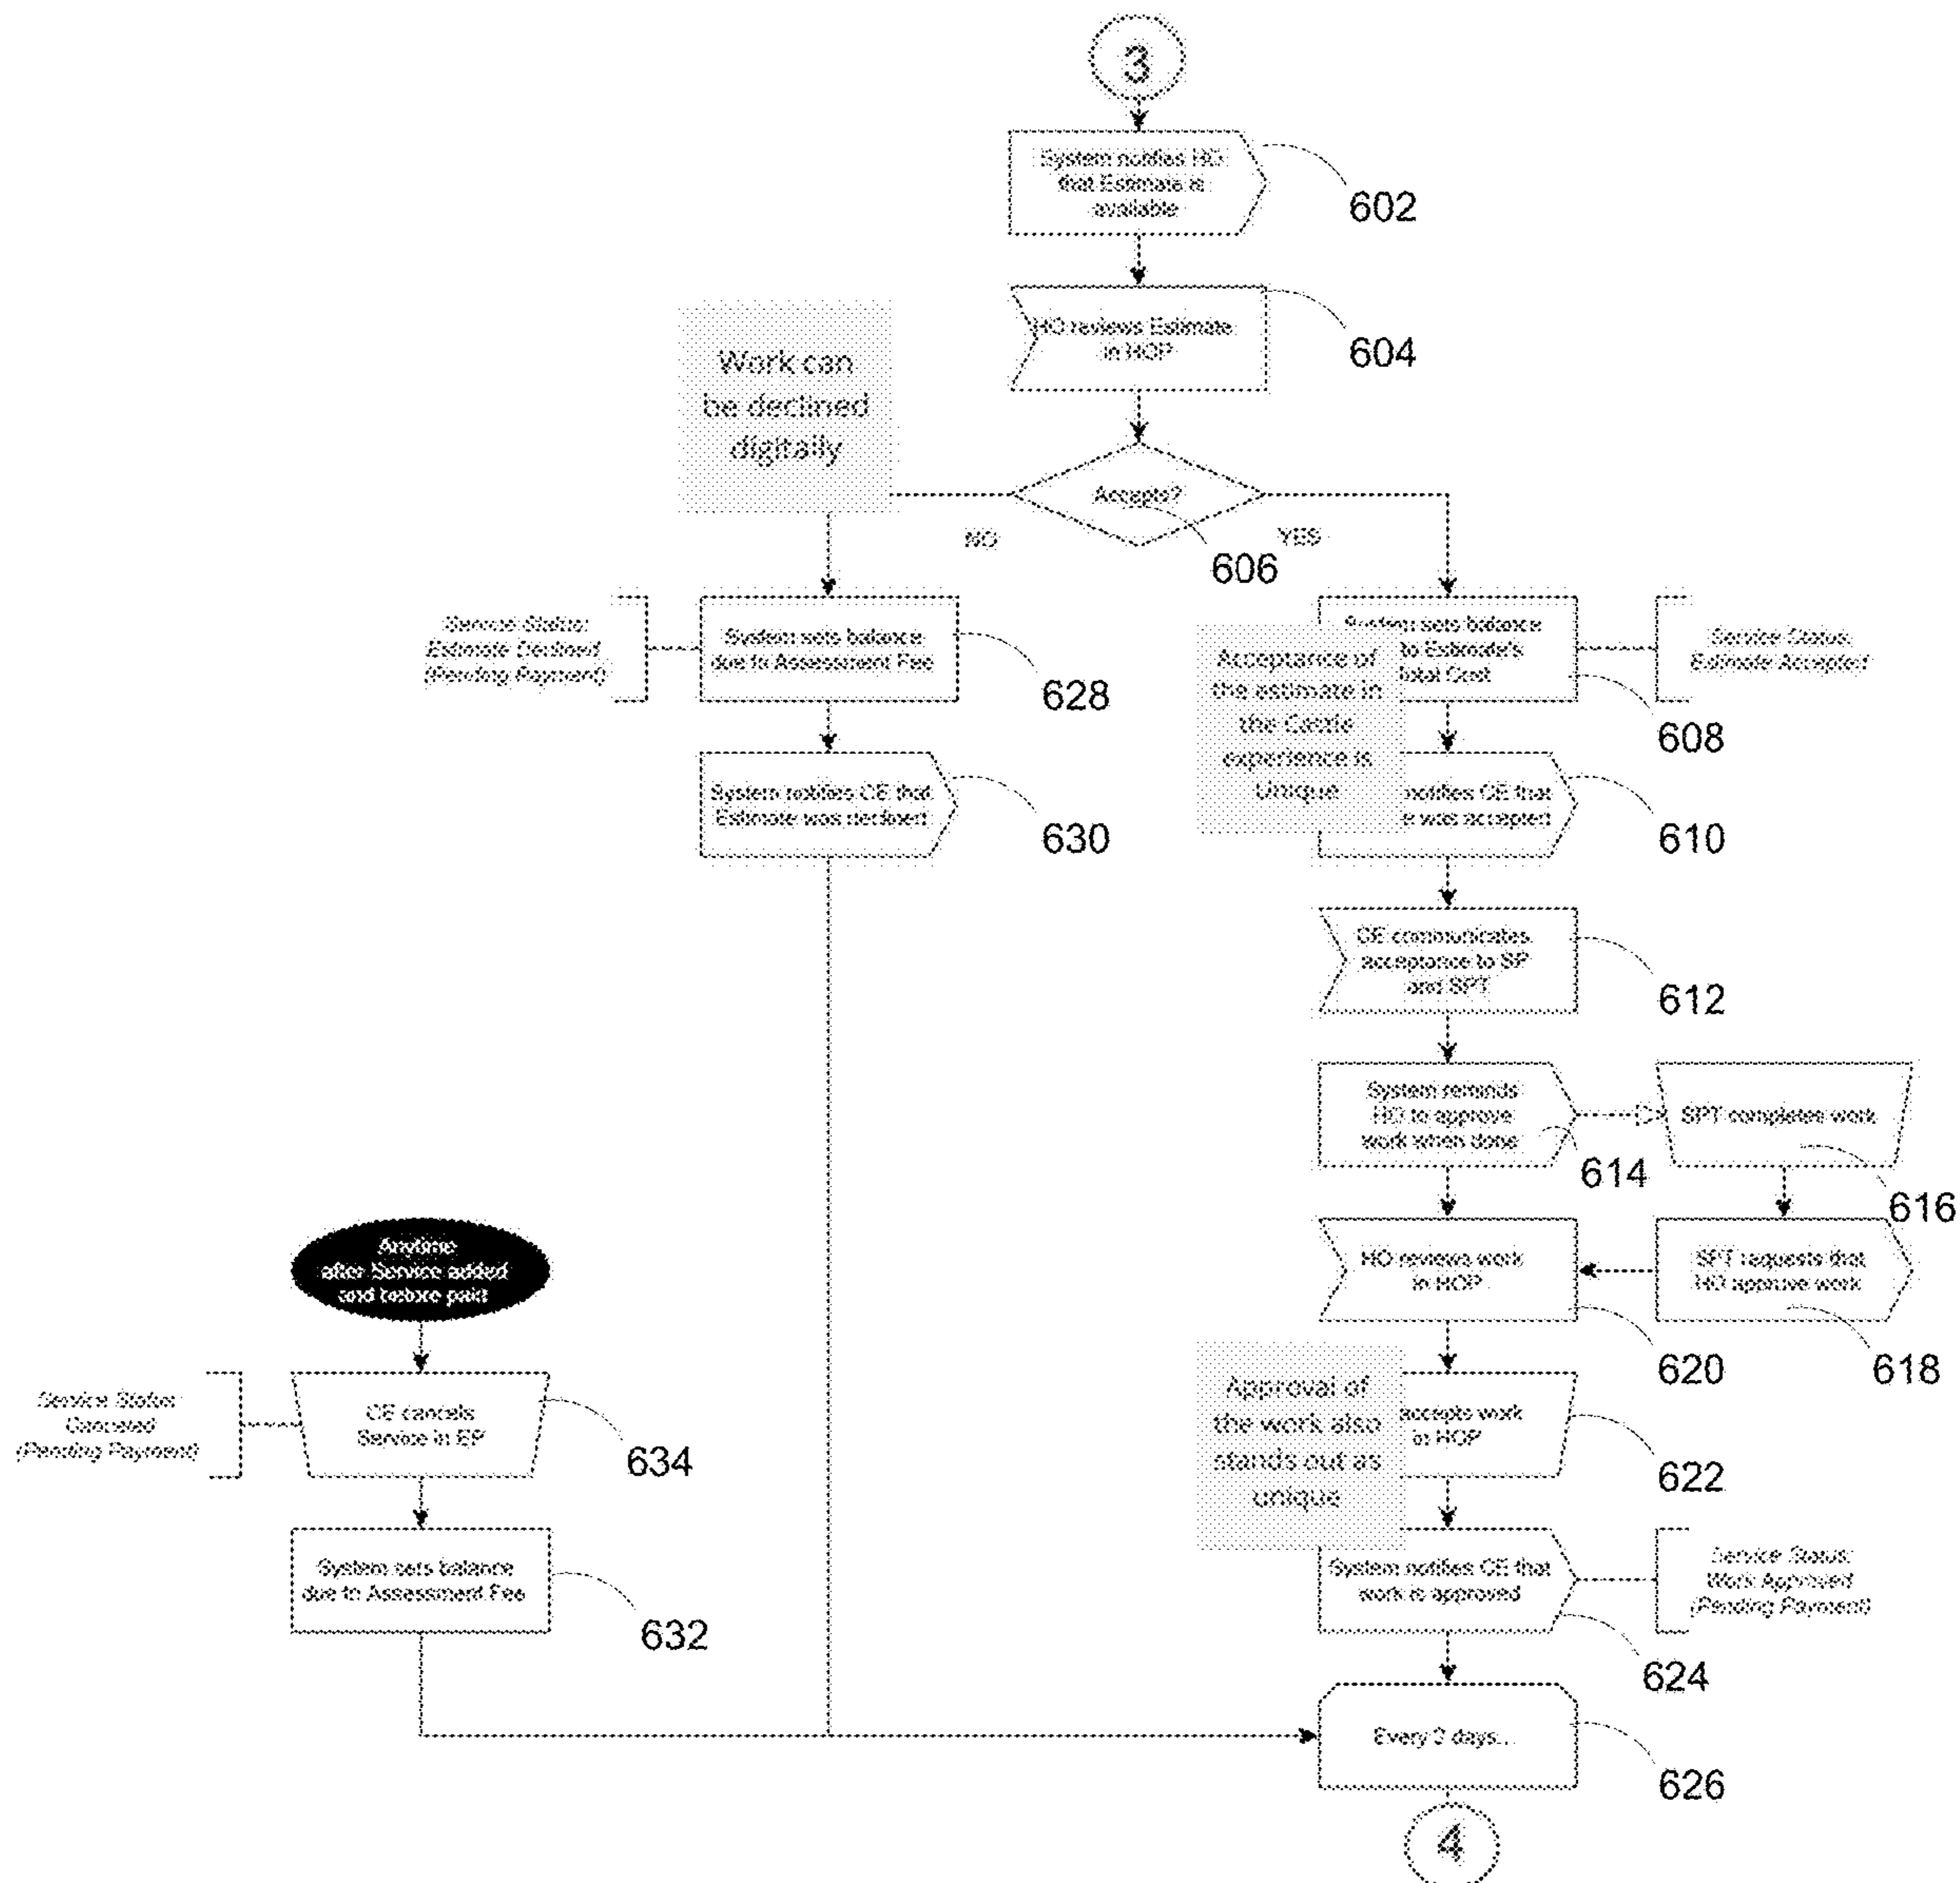 3
System notifies HO
that Estimate is
available
602
HO reviews Estimate
in HOP
604
Work can
be declined
digitally
Accepts?
NO
YES
606
Service Status:
Estimate Declined
(Pending Payment)
System sets balance
due to Assessment Fee
628
System sets balance
to Estimate's
Total Cost
608
Service Status:
Estimate Accepted
Acceptance of
the estimate in
the Castle
experience is
Unique
System notifies CE that
Estimate was declined
630
notifies CE that
e was accepted
610
CE communicates
acceptance to SP
and SPT
612
System reminds
HO to approve
work when done
614
SPT completes work
616
Anytime
after Service added
and before paid
HO reviews work
in HOP
620
SPT requests that
HO approve work
618
Service Status:
Canceled
(Pending Payment)
CE cancels
Service in EP
634
Approval of
the work also
stands out as
unique
accepts work
in HOP
622
System sets balance
due to Assessment Fee
632
System notifies CE that
work is approved
624
Service Status:
Work Approved
(Pending Payment)
Every 2 days...
626
4